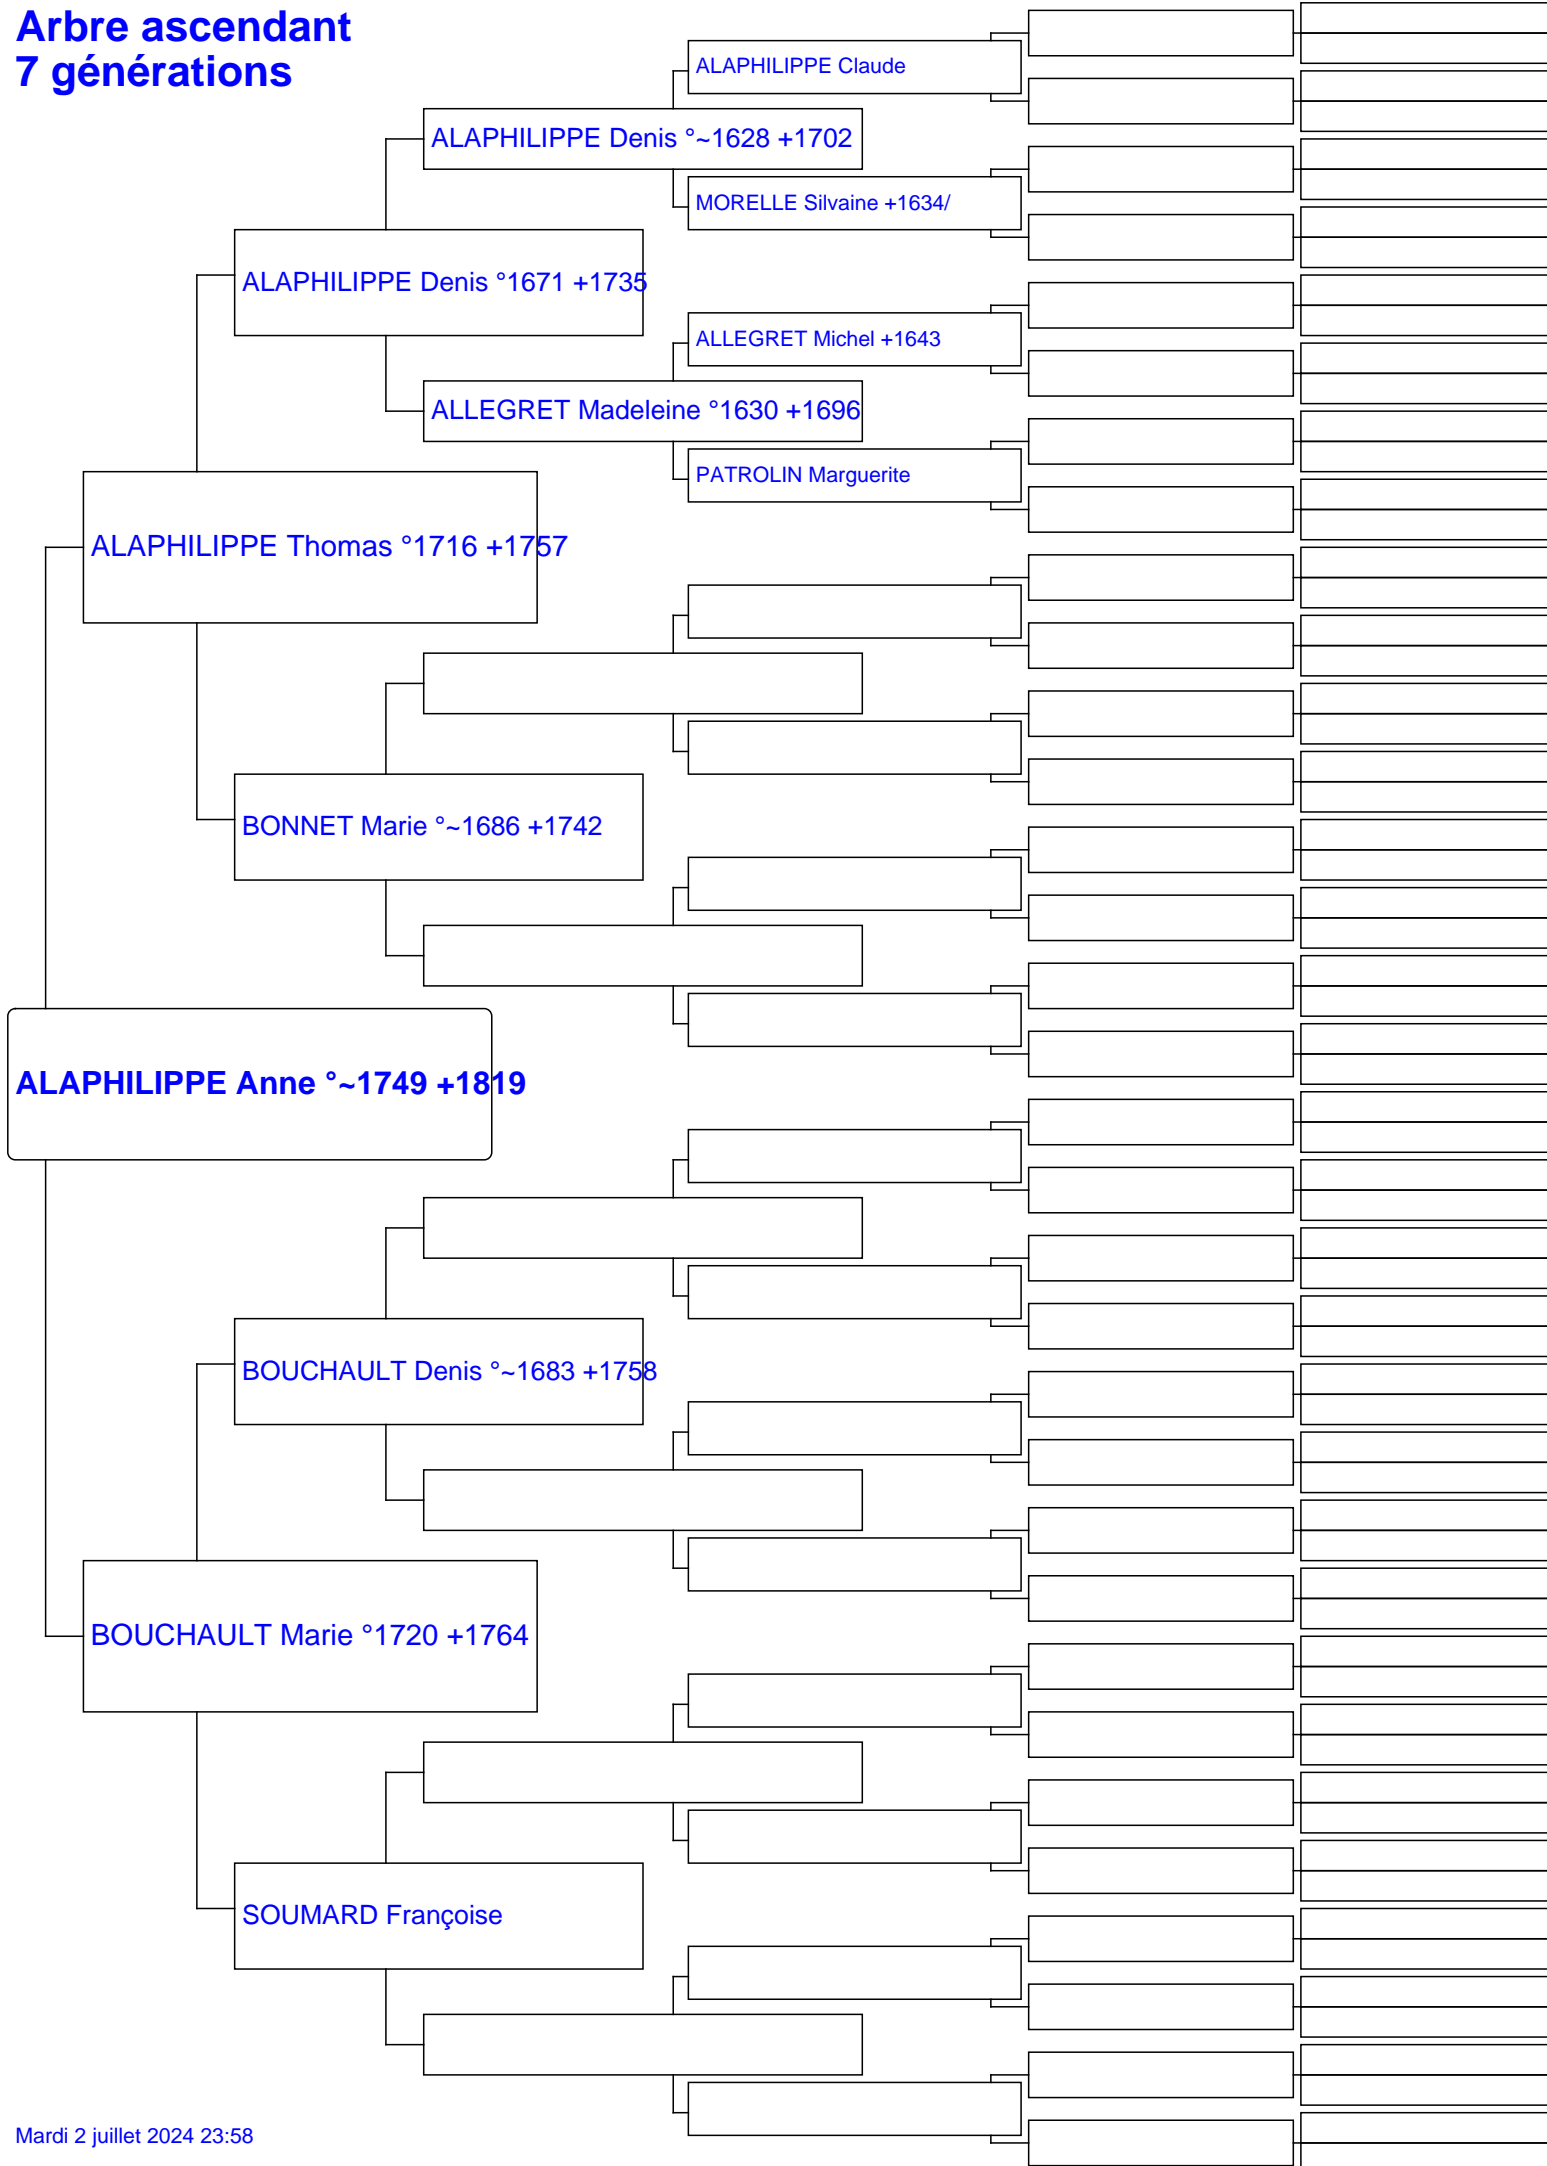 Arbre ascendant
7 générations
ALAPHILIPPE Claude
ALAPHILIPPE Denis °~1628 +1702
MORELLE Silvaine +1634/
ALAPHILIPPE Denis °1671 +1735
ALLEGRET Michel +1643
ALLEGRET Madeleine °1630 +1696
PATROLIN Marguerite
ALAPHILIPPE Thomas °1716 +1757
BONNET Marie °~1686 +1742
ALAPHILIPPE Anne °~1749 +1819
BOUCHAULT Denis °~1683 +1758
BOUCHAULT Marie °1720 +1764
SOUMARD Françoise
Mardi 2 juillet 2024 23:58